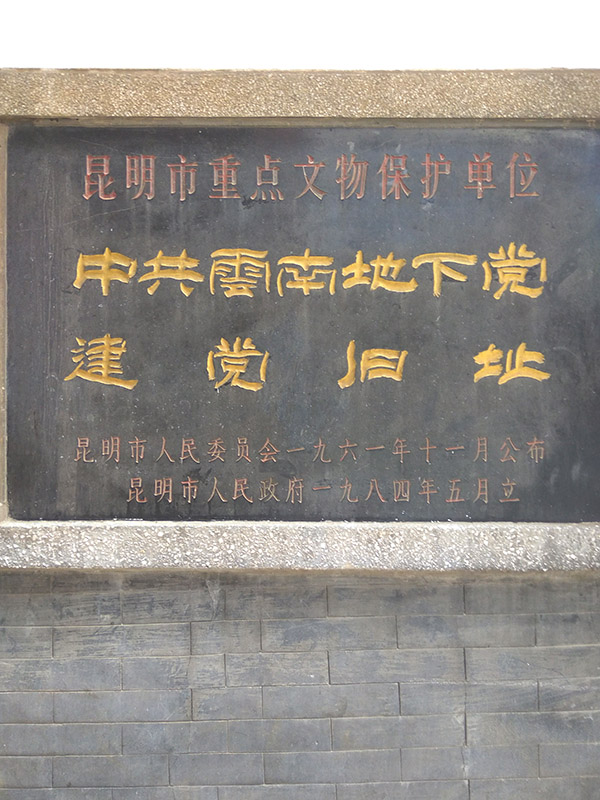 昆明市重点文物保护单位
中共雲南地下党
建党旧址
昆明市人民委员会一九六一年十一月公布
昆明市人民政府一九八四年五月立